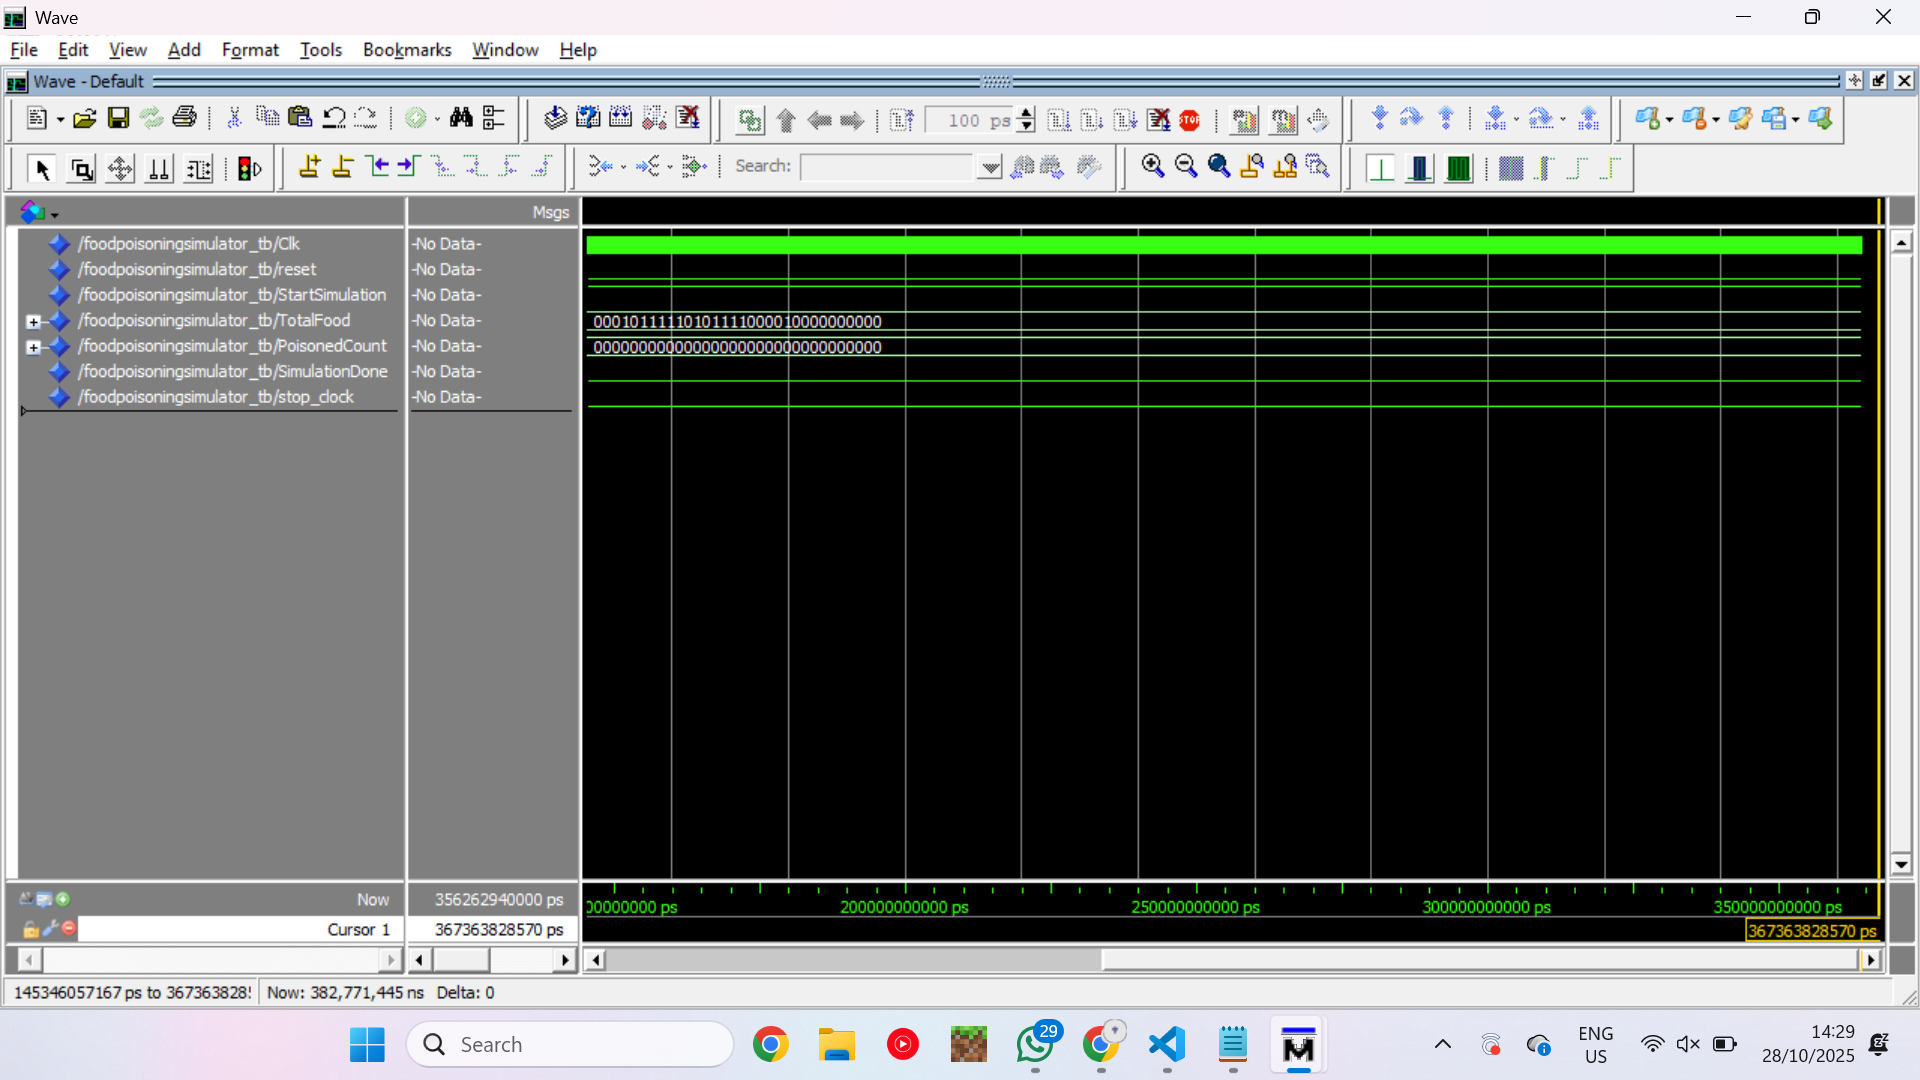 Wave
File Edit View Add Format Tools Bookmarks Window Help
Wave - Default
100 ps
STOP
Search:
Msgs
/foodpoisoningsimulator_tb/Clk -No Data-
/foodpoisoningsimulator_tb/reset -No Data-
/foodpoisoningsimulator_tb/StartSimulation -No Data-
/foodpoisoningsimulator_tb/TotalFood -No Data- 00010111110101111000010000000000
/foodpoisoningsimulator_tb/PoisonedCount -No Data- 00000000000000000000000000000000
/foodpoisoningsimulator_tb/SimulationDone -No Data-
/foodpoisoningsimulator_tb/stop_clock -No Data-
Now 356262940000 ps
00000000 ps 200000000000 ps 250000000000 ps 300000000000 ps 350000000000 ps
Cursor 1 367363828570 ps 367363828570 ps
145346057167 ps to 367363828 Now: 382,771,445 ns Delta: 0
Search
29
ENG
US
14:29
28/10/2025